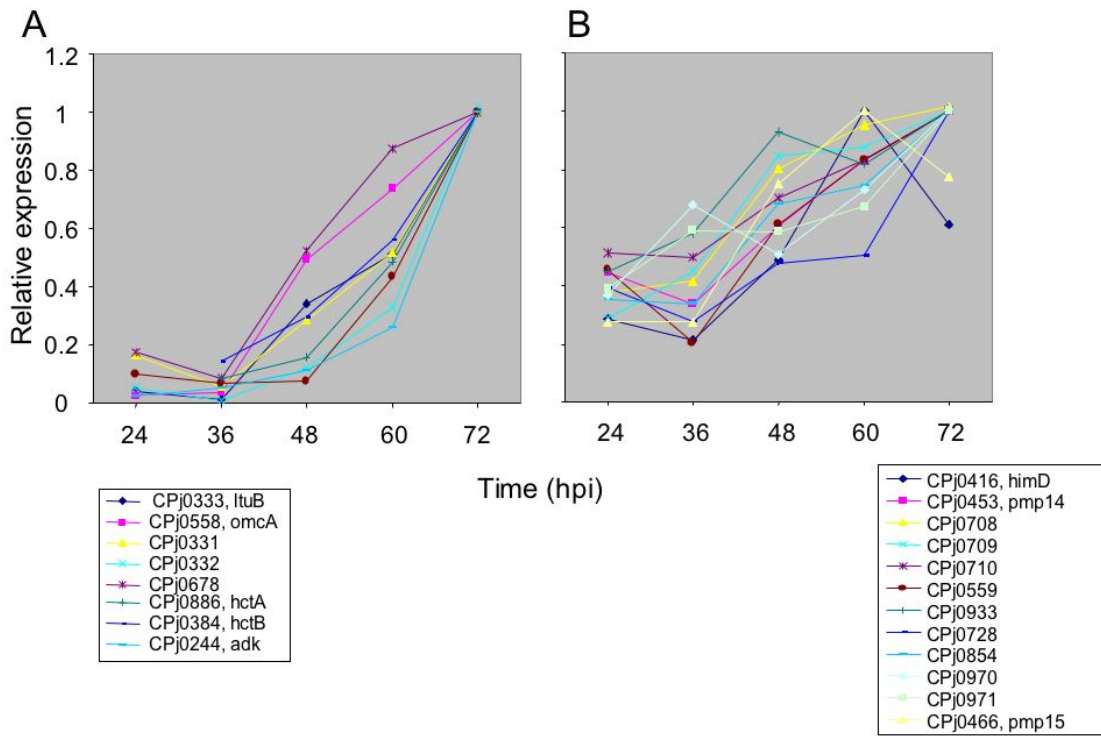 A
B
1.2
1
0.8
0.6
0.4
0.2
0
Relative expression
24 36 48 60 72
24 36 48 60 72
Time (hpi)
CPj0333, ltuB
CPj0558, omcA
CPj0331
CPj0332
CPj0678
CPj0886, hctA
CPj0384, hctB
CPj0244, adk
CPj0416, himD
CPj0453, pmp14
CPj0708
CPj0709
CPj0710
CPj0559
CPj0933
CPj0728
CPj0854
CPj0970
CPj0971
CPj0466, pmp15